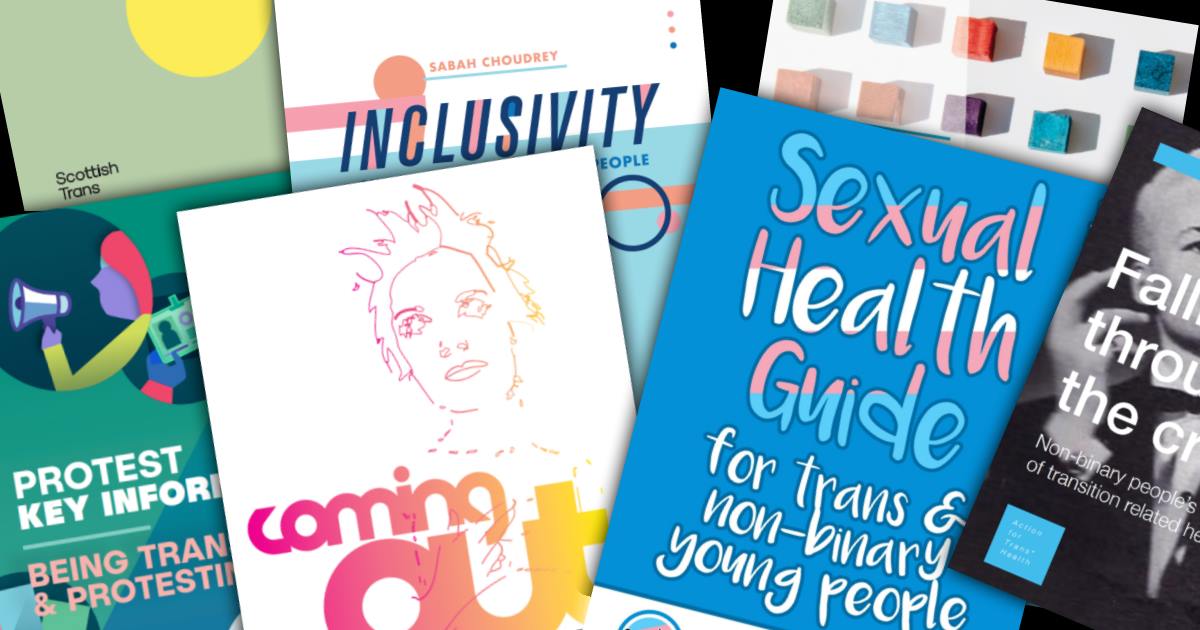 Scottish
Trans
SABAH CHOUDREY
INCLUSIVITY
PEOPLE
PROTEST
KEY INFOR
BEING TRAN
& PROTESTIN
coming
out
Sexual
Health
Guide
for trans &
non-binary
young people
Fall
throu
the cr
Non-binary people's
of transition related he
Action
for
Trans*
Health